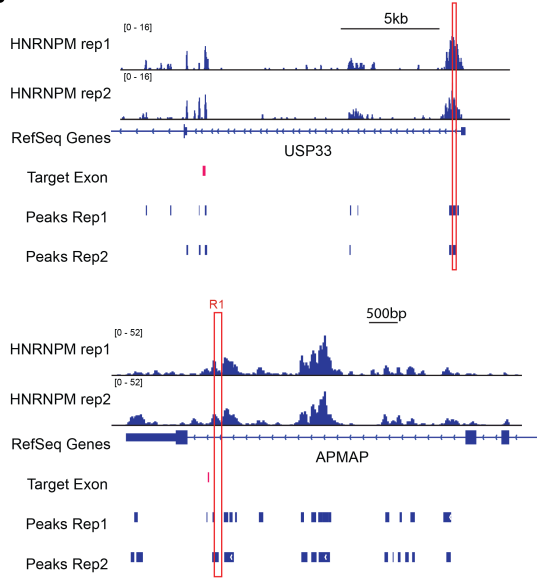 [0 - 16]
5kb
HNRNPM rep1
[0 - 16]
HNRNPM rep2
RefSeq Genes
USP33
Target Exon
Peaks Rep1
Peaks Rep2
R1
500bp
[0 - 52]
HNRNPM rep1
[0 - 52]
HNRNPM rep2
RefSeq Genes
APMAP
Target Exon
Peaks Rep1
Peaks Rep2